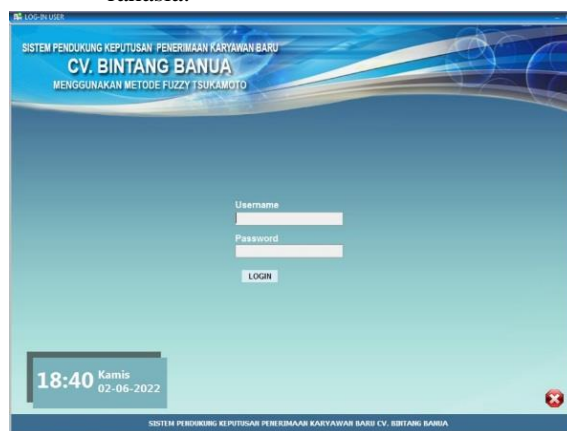 LOG-IN USER
SISTEM PENDUKUNG KEPUTUSAN PENERIMAAN KARYAWAN BARU
CV. BINTANG BANUA
MENGGUNAKAN METODE FUZZY TSUKAMOTO
Username
Password
LOGIN
18:40 Kamis
02-06-2022
SISTEM PENDUKUNG KEPUTUSAN PENERIMAAN KARYAWAN BARU CV. BINTANG BANUA